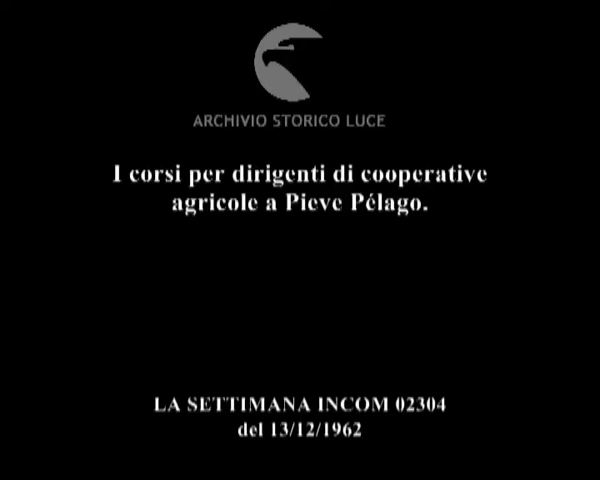 ARCHIVIO STORICO LUCE
I corsi per dirigenti di cooperative
agricole a Pieve Pélago.
LA SETTIMANA INCOM 02304
del 13/12/1962